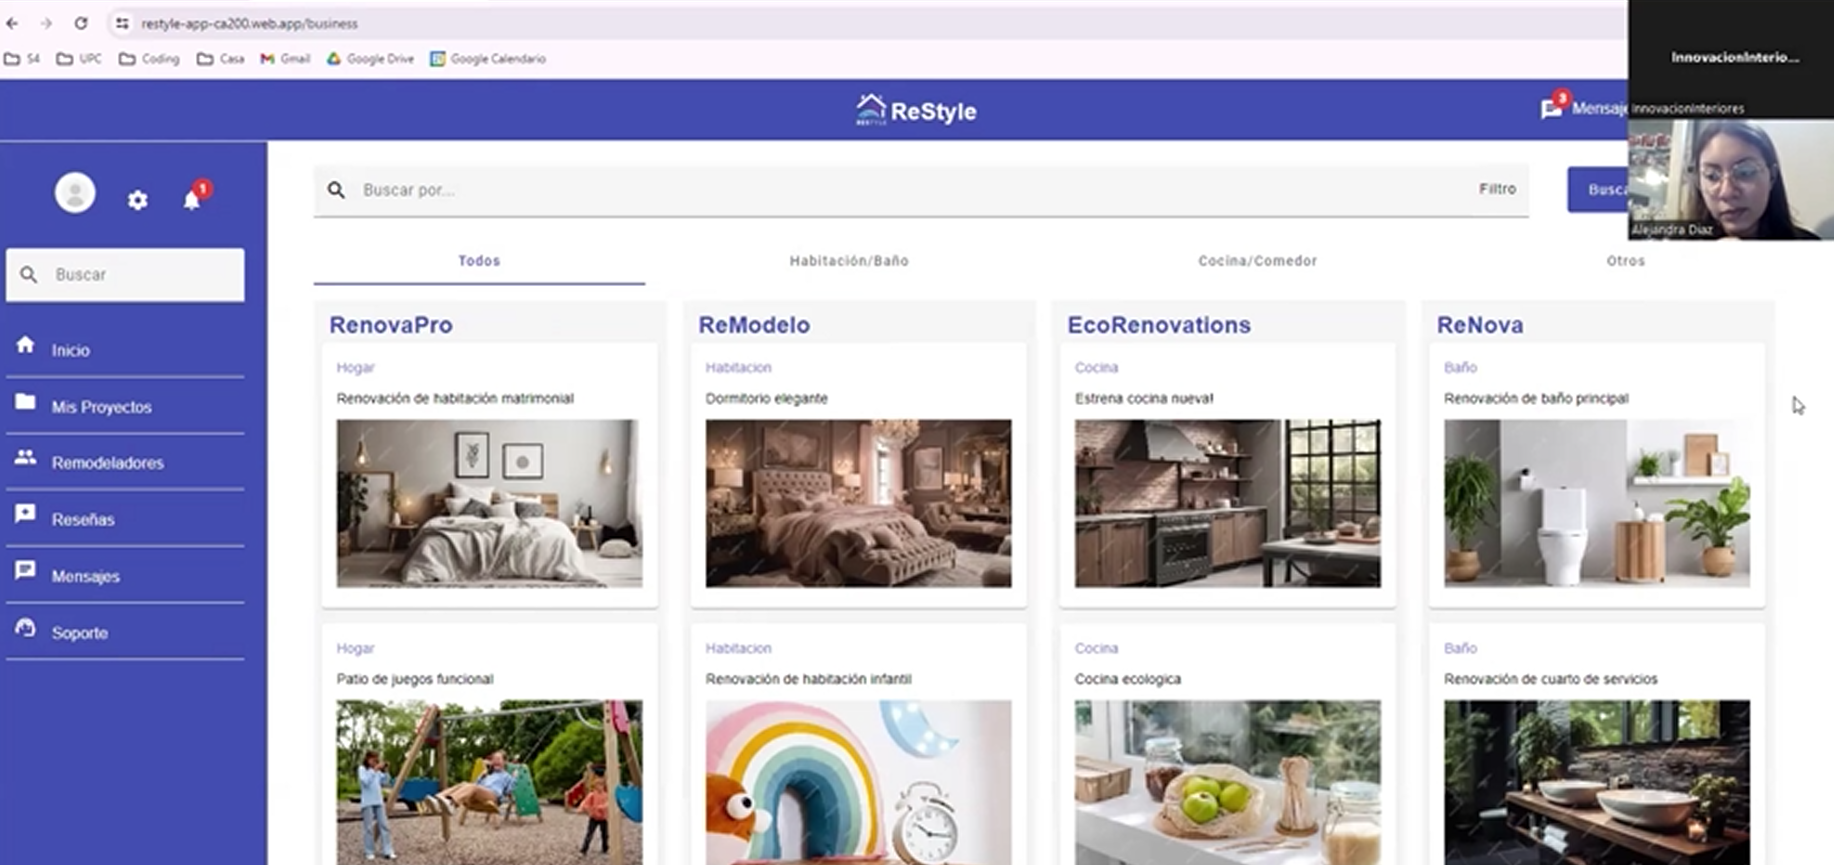 restyle-app-ca200.web.app/business
InnovacionInterio...
S4 UPC Coding Casa Gmail Google Drive Google Calendario
ReStyle
3
Mensaje
InnovacionInteriores
1
Buscar por...
Filtro
Busca
Alejandra Diaz
Buscar
Todos
Habitación/Baño
Cocina/Comedor
Otros
Inicio
Mis Proyectos
Remodeladores
Reseñas
Mensajes
Soporte
RenovaPro
Hogar
Renovación de habitación matrimonial
Hogar
Patio de juegos funcional
ReModelo
Habitacion
Dormitorio elegante
Habitacion
Renovación de habitación infantil
EcoRenovations
Cocina
Estrena cocina nueva!
Cocina
Cocina ecologica
ReNova
Baño
Renovación de baño principal
Baño
Renovación de cuarto de servicios